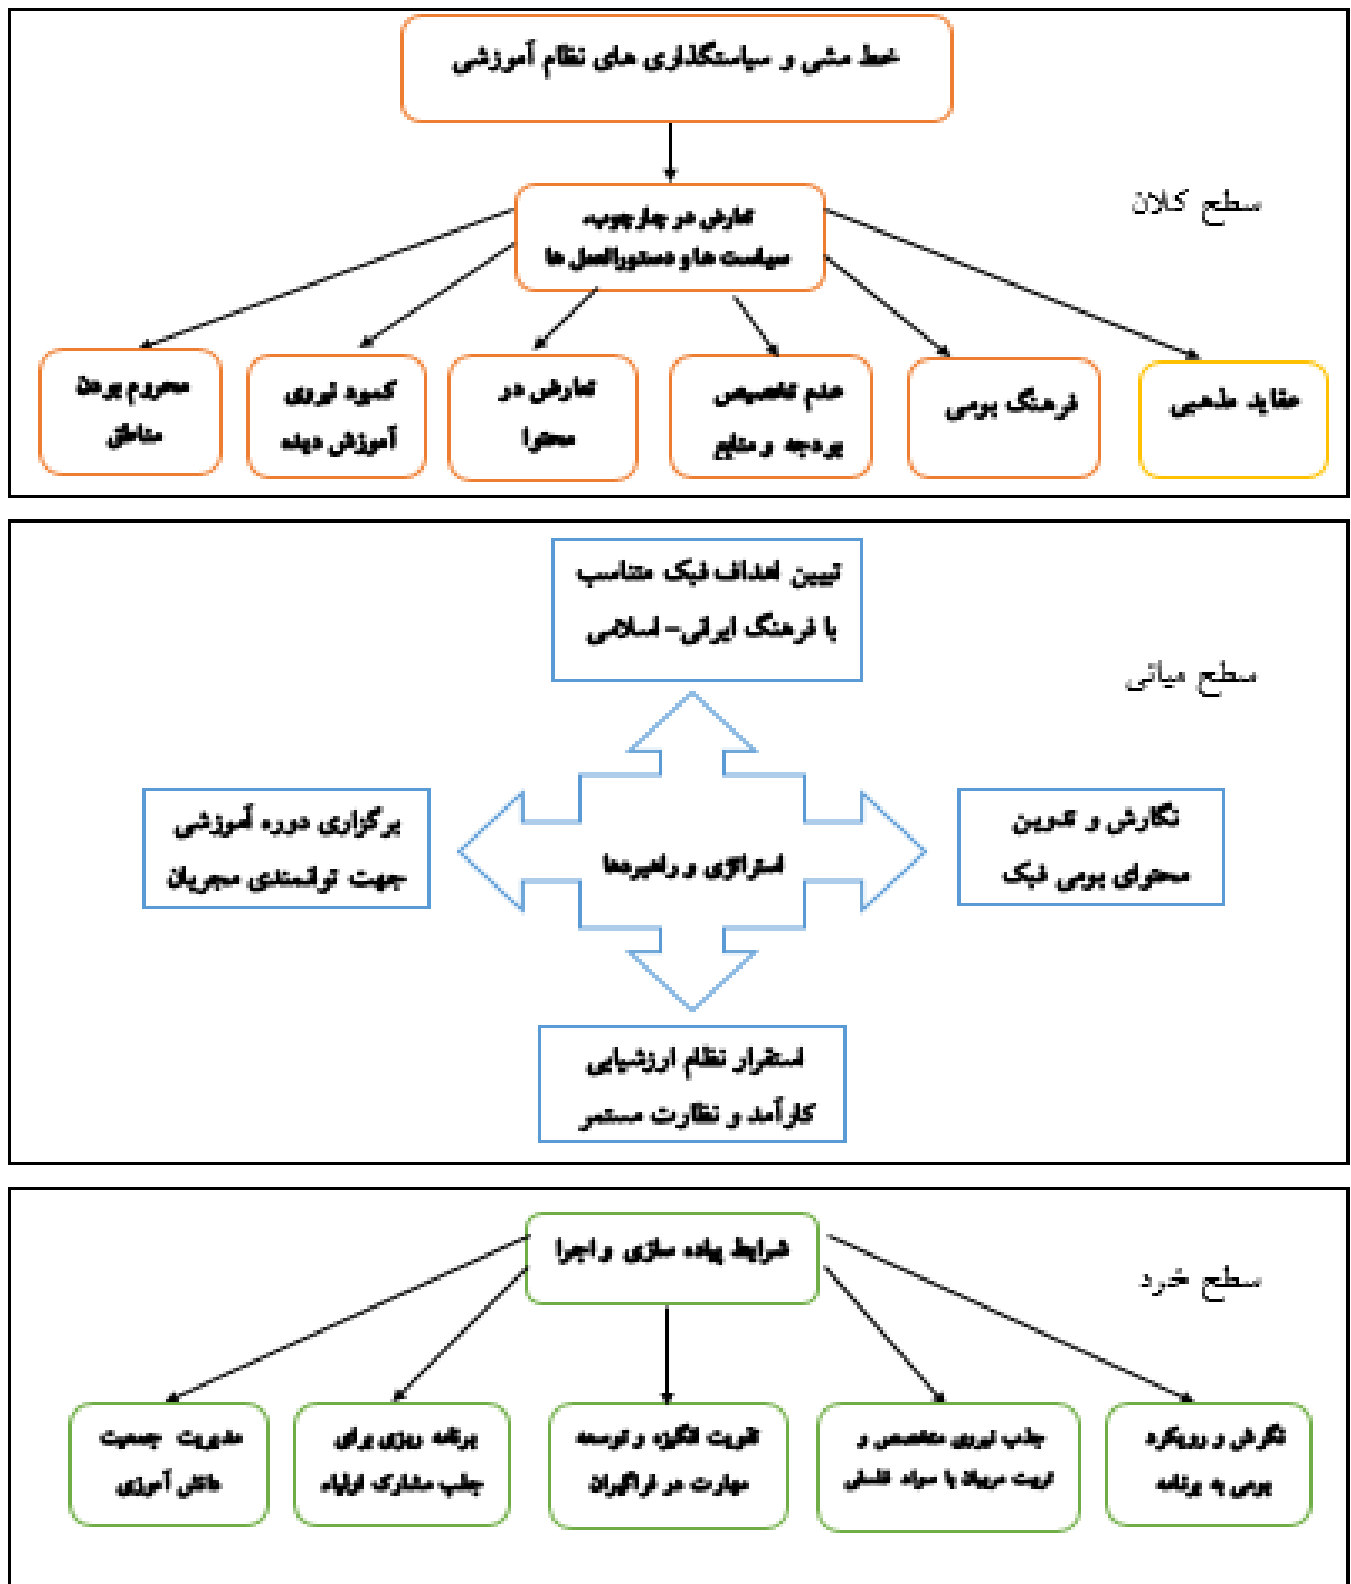 خط مشی و سیاستگذاری های نظام آموزشی
سطح کلان
تعارض در چارچوب،
سیاست ها و دستورالعمل ها
عقاید مذهبی
فرهنگ بومی
عدم تخصیص
بودجه و منابع
تعارض در
محتوا
کمبود نیروی
آموزش دیده
محروم بودن
مناطق
تبیین اهداف فبک متناسب
با فرهنگ ایرانی- اسلامی
سطح میانی
نگارش و تدوین
محتوای بومی فبک
استراتژی و راهبردها
برگزاری دوره آموزشی
جهت توانمندی مجریان
استقرار نظام ارزشیابی
کارآمد و نظارت مستمر
شرایط پیاده سازی و اجرا
سطح خرد
نگرش و رویکرد
بومی به برنامه
جذب نیروی متخصص و
تربیت مربیان با سواد فلسفی
تقویت انگیزه و توسعه
مهارت در فراگیران
برنامه ریزی برای
جلب مشارک اولیاء
مدیریت جمعیت
دانش آموزی